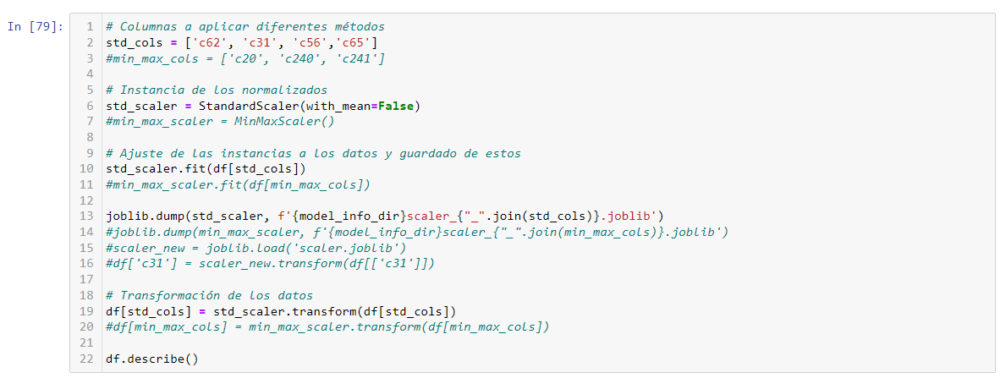 In [79]:
1 # Columnas a aplicar diferentes métodos
2 std_cols = ['c62', 'c31', 'c56','c65']
3 #min_max_cols = ['c20', 'c240', 'c241']
4
5 # Instancia de los normalizados
6 std_scaler = StandardScaler(with_mean=False)
7 #min_max_scaler = MinMaxScaler()
8
9 # Ajuste de las instancias a los datos y guardado de estos
10 std_scaler.fit(df[std_cols])
11 #min_max_scaler.fit(df[min_max_cols])
12
13 joblib.dump(std_scaler, f'{model_info_dir}scaler_{"_".join(std_cols)}.joblib')
14 #joblib.dump(min_max_scaler, f'{model_info_dir}scaler_{"_".join(min_max_cols)}.joblib')
15 #scaler_new = joblib.load('scaler.joblib')
16 #df['c31'] = scaler_new.transform(df[['c31']])
17
18 # Transformación de los datos
19 df[std_cols] = std_scaler.transform(df[std_cols])
20 #df[min_max_cols] = min_max_scaler.transform(df[min_max_cols])
21
22 df.describe()